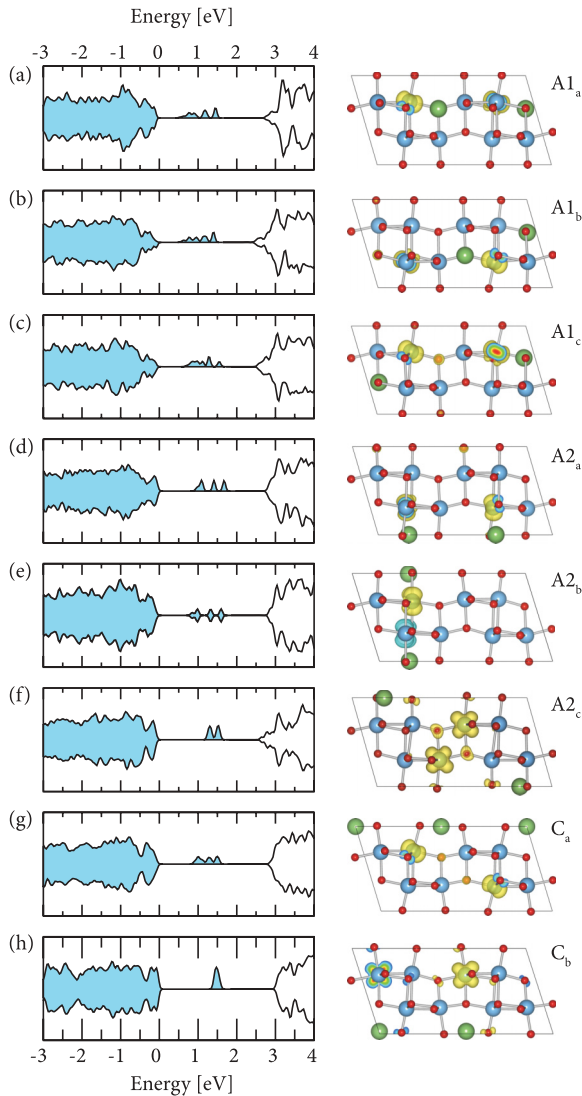 Energy [eV]
-3 -2 -1 0 1 2 3 4
(a) A1a
(b) A1b
(c) A1c
(d) A2a
(e) A2b
(f) A2c
(g) Ca
(h) Cb
-3 -2 -1 0 1 2 3 4
Energy [eV]